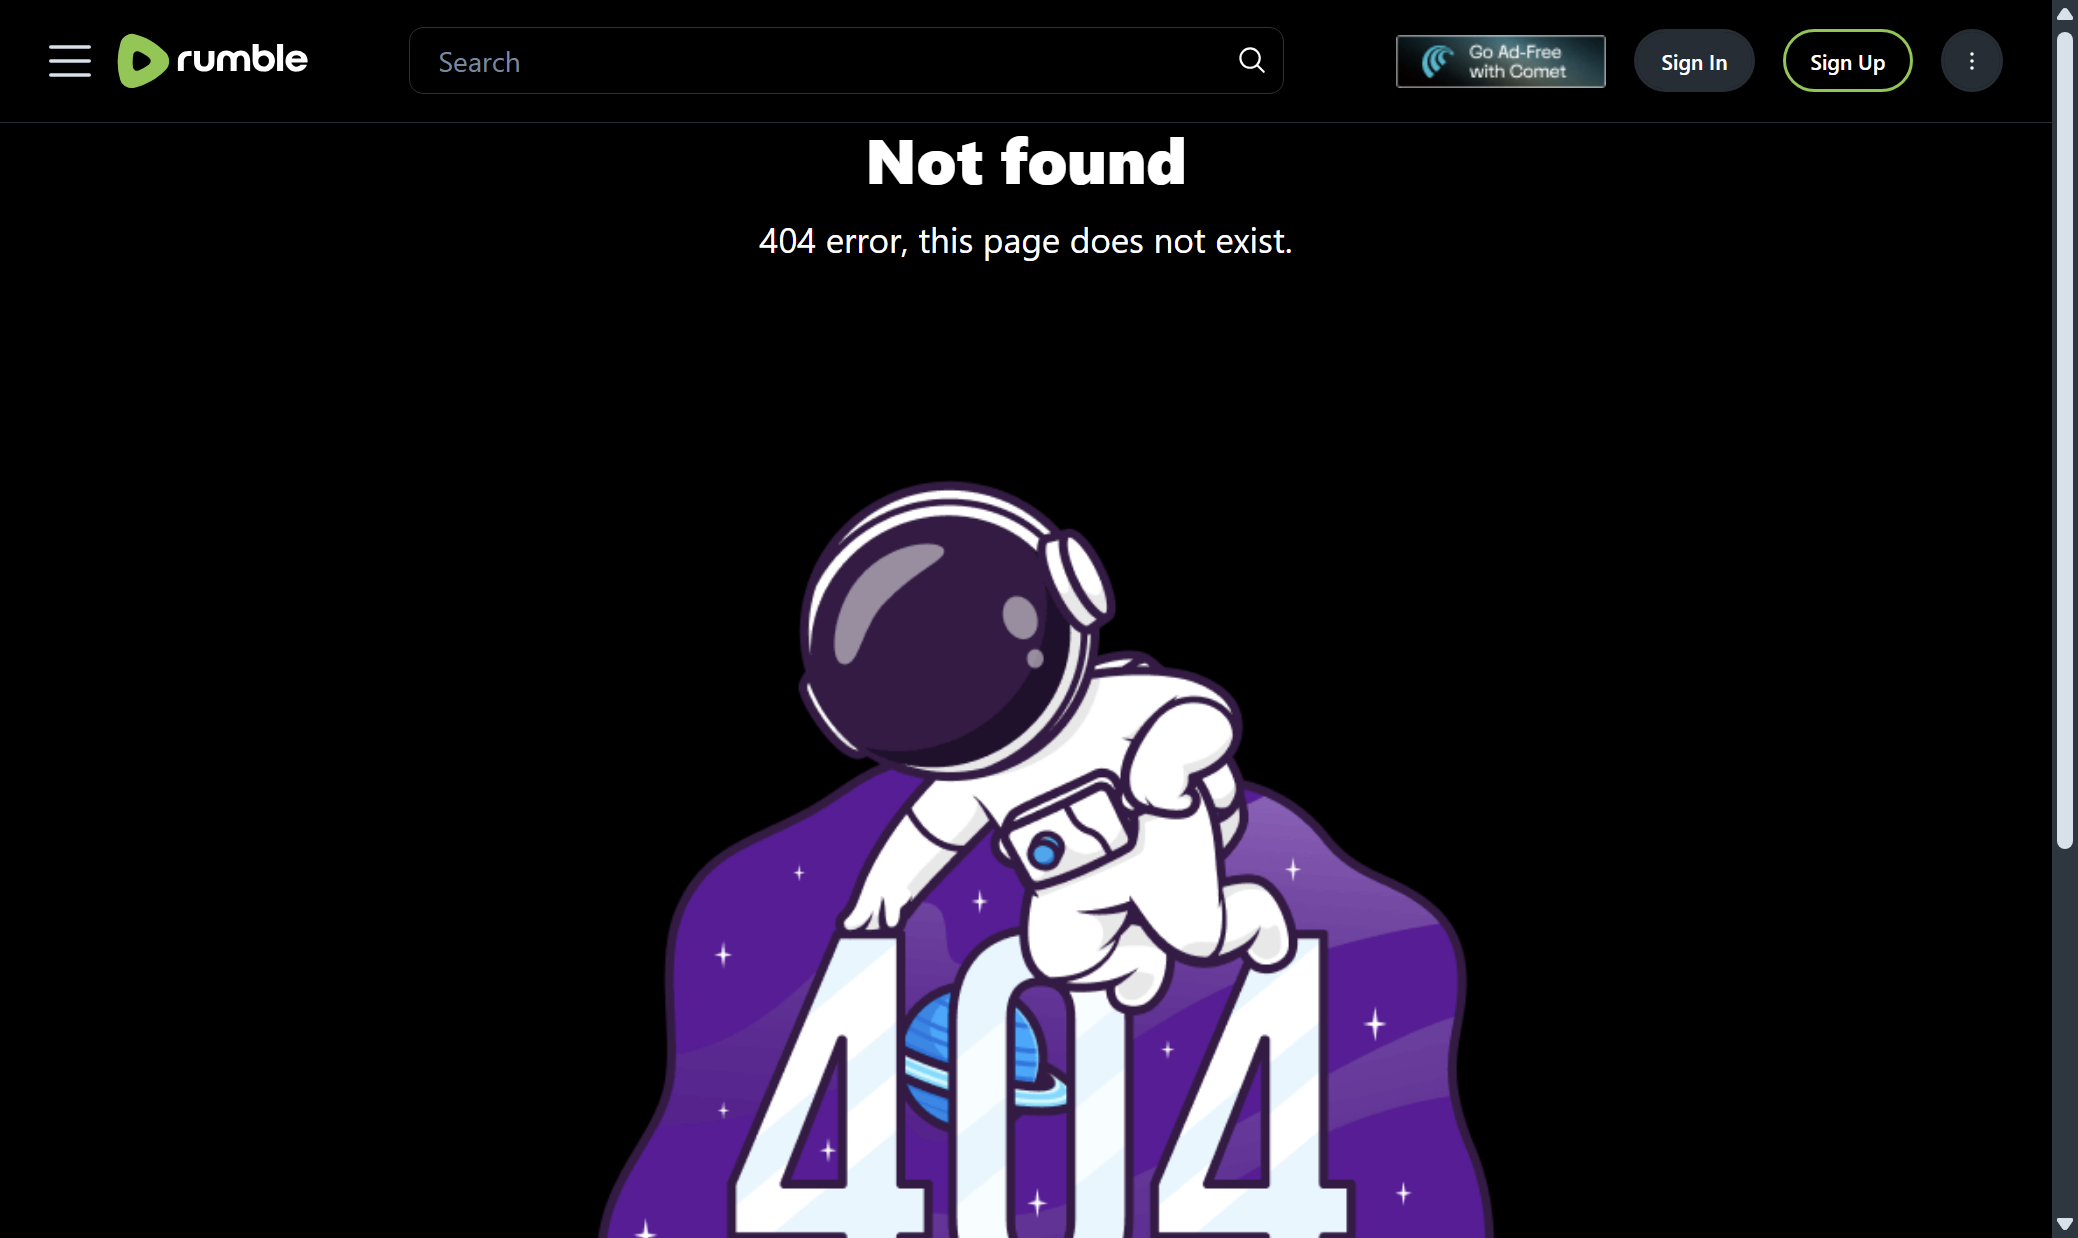 rumble
Search
Go Ad-Free
with Comet
Sign In
Sign Up
Not found
404 error, this page does not exist.
404